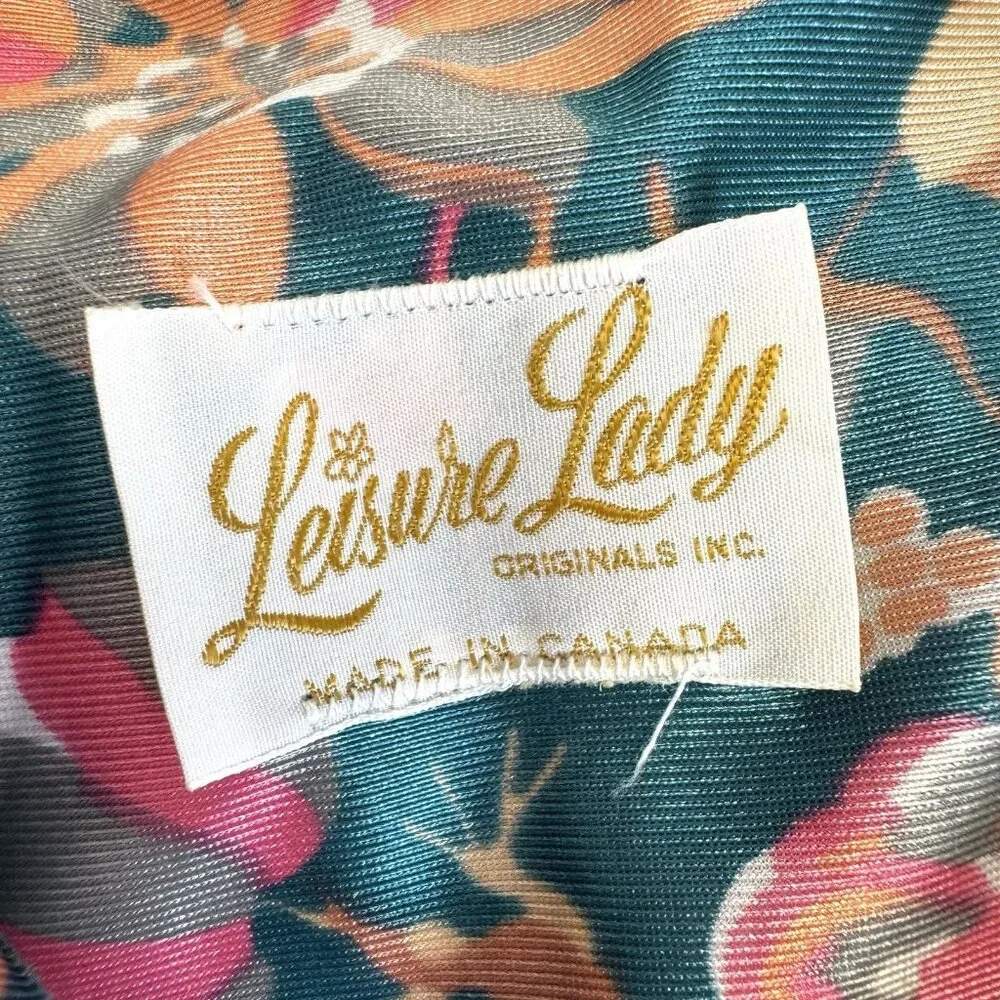 Leisure Lady
ORIGINALS INC.
MADE IN CANADA